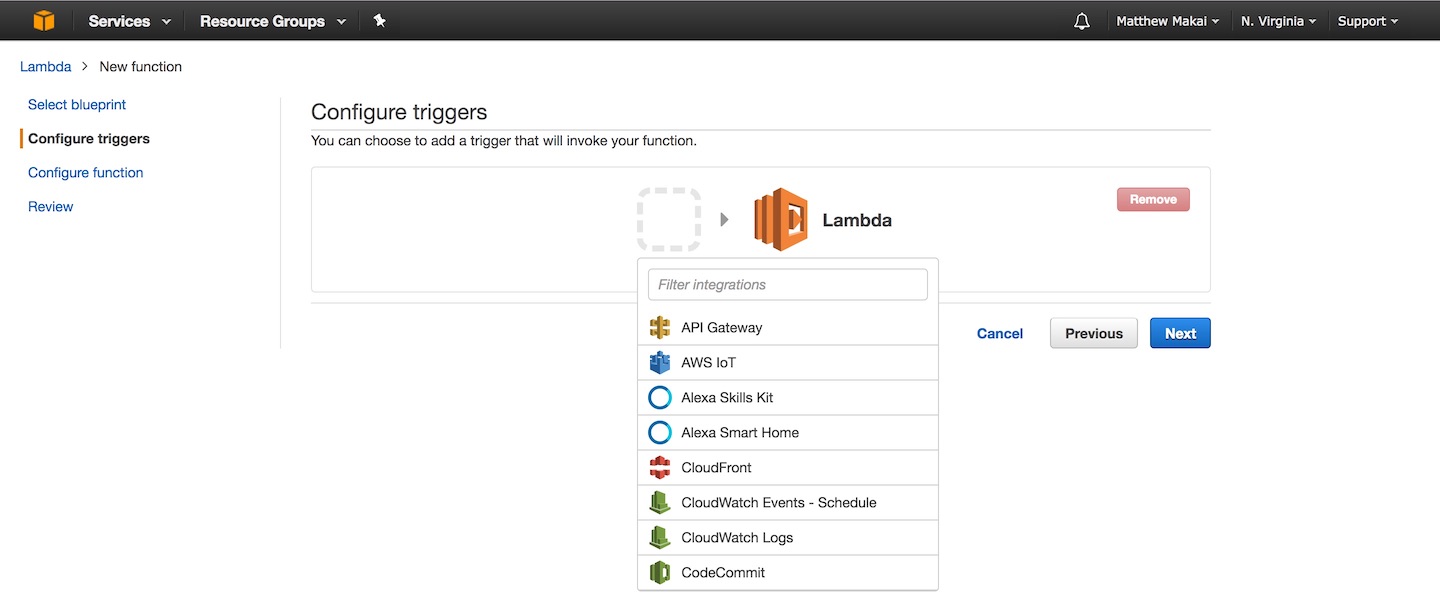 Services Resource Groups Matthew Makai N. Virginia Support
Lambda > New function
Select blueprint
Configure triggers
Configure function
Review
Configure triggers
You can choose to add a trigger that will invoke your function.
Lambda
Remove
Filter integrations
API Gateway
AWS IoT
Alexa Skills Kit
Alexa Smart Home
CloudFront
CloudWatch Events - Schedule
CloudWatch Logs
CodeCommit
Cancel Previous Next